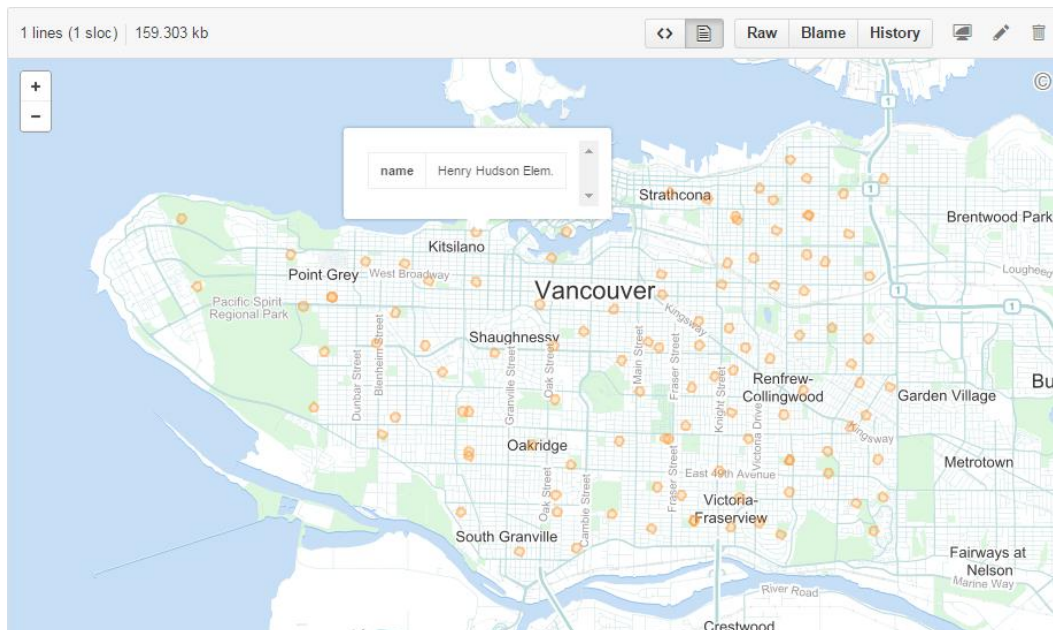 1 lines (1 sloc) 159.303 kb
<> Raw Blame History
+
−
©
name Henry Hudson Elem.
Strathcona
Brentwood Park
Kitsilano
Lougheed
Point Grey
West Broadway
Vancouver
Pacific Spirit
Regional Park
Kingsway
Shaughnessy
Dunbar Street
Blenheim Street
Granville Street
Oak Street
Main Street
Fraser Street
Knight Street
Renfrew-
Collingwood
Bu
Garden Village
Victoria Drive
Kingsway
Oakridge
Metrotown
East 49th Avenue
Oak Street
Cambie Street
Fraser Street
Victoria-
Fraserview
South Granville
Fairways at
Nelson
Marine Way
River Road
Crestwood
1
1
1